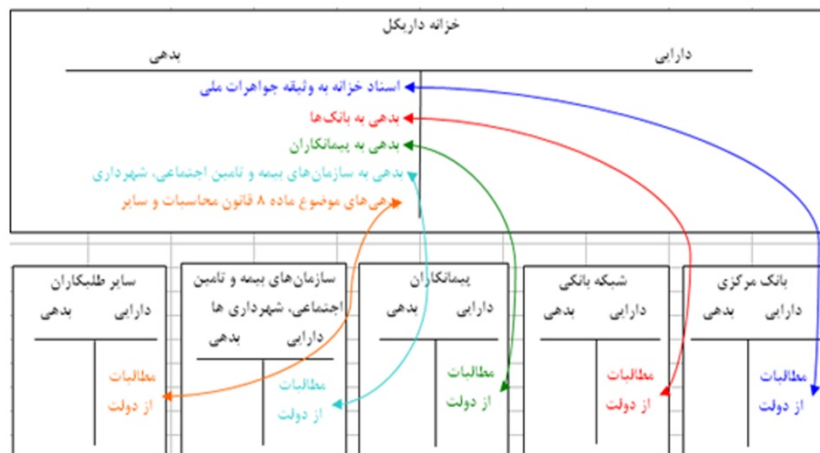 خزانه داریکل
دارایی بدهی
اسناد خزانه به وثیقه جواهرات ملی
بدهی به بانک‌ها
بدهی به پیمانکاران
بدهی به سازمان‌های بیمه و تامین اجتماعی، شهرداری
بدهی‌های موضوع ماده ۸ قانون محاسبات و سایر
بانک مرکزی
دارایی بدهی
مطالبات
از دولت
شبکه بانکی
دارایی بدهی
مطالبات
از دولت
پیمانکاران
دارایی بدهی
مطالبات
از دولت
سازمان‌های بیمه و تامین
اجتماعی، شهرداری ها
دارایی بدهی
مطالبات
از دولت
سایر طلبکاران
دارایی بدهی
مطالبات
از دولت